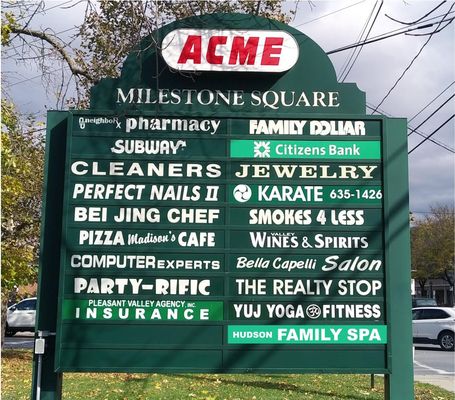 ACME
MILESTONE SQUARE
neighboRx pharmacy
SUBWAY
CLEANERS
PERFECT NAILS II
BEI JING CHEF
PIZZA Madison's CAFE
COMPUTER EXPERTS
PARTY-RIFIC
PLEASANT VALLEY AGENCY, INC.
INSURANCE
FAMILY DOLLAR
Citizens Bank
JEWELRY
KARATE 635-1426
SMOKES 4 LESS
VALLEY
WINES & SPIRITS
Bella Capelli Salon
THE REALTY STOP
YUJ YOGA FITNESS
HUDSON FAMILY SPA